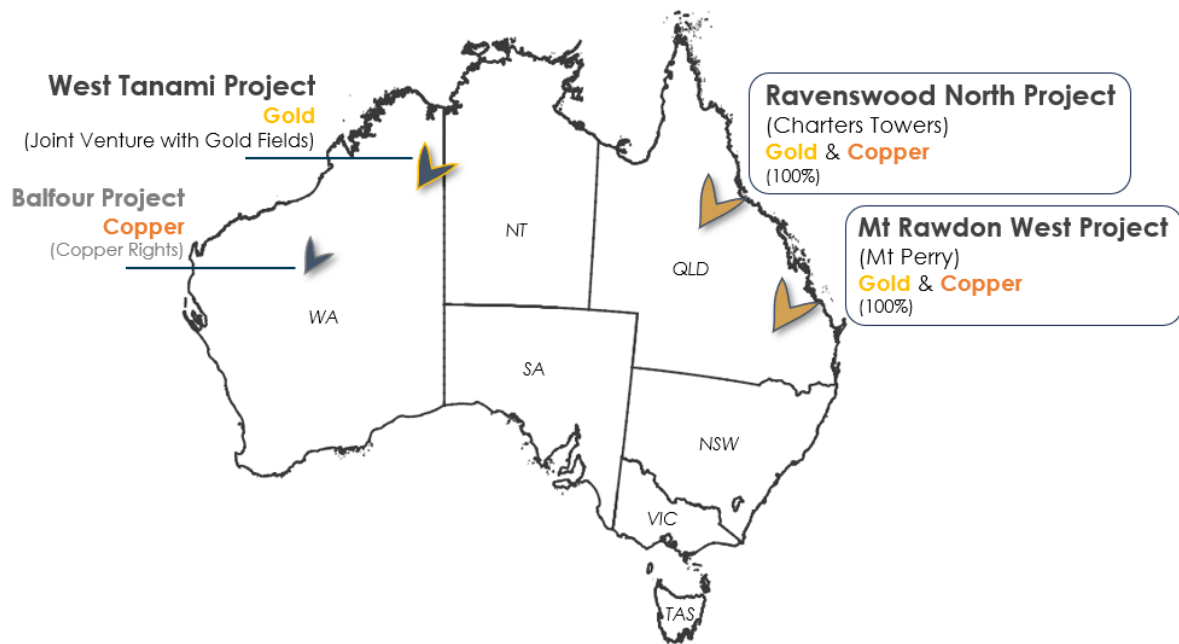 West Tanami Project
Gold
(Joint Venture with Gold Fields)
Balfour Project
Copper
(Copper Rights)
Ravenswood North Project
(Charters Towers)
Gold & Copper
(100%)
Mt Rawdon West Project
(Mt Perry)
Gold & Copper
(100%)
NT
QLD
WA
SA
NSW
VIC
TAS